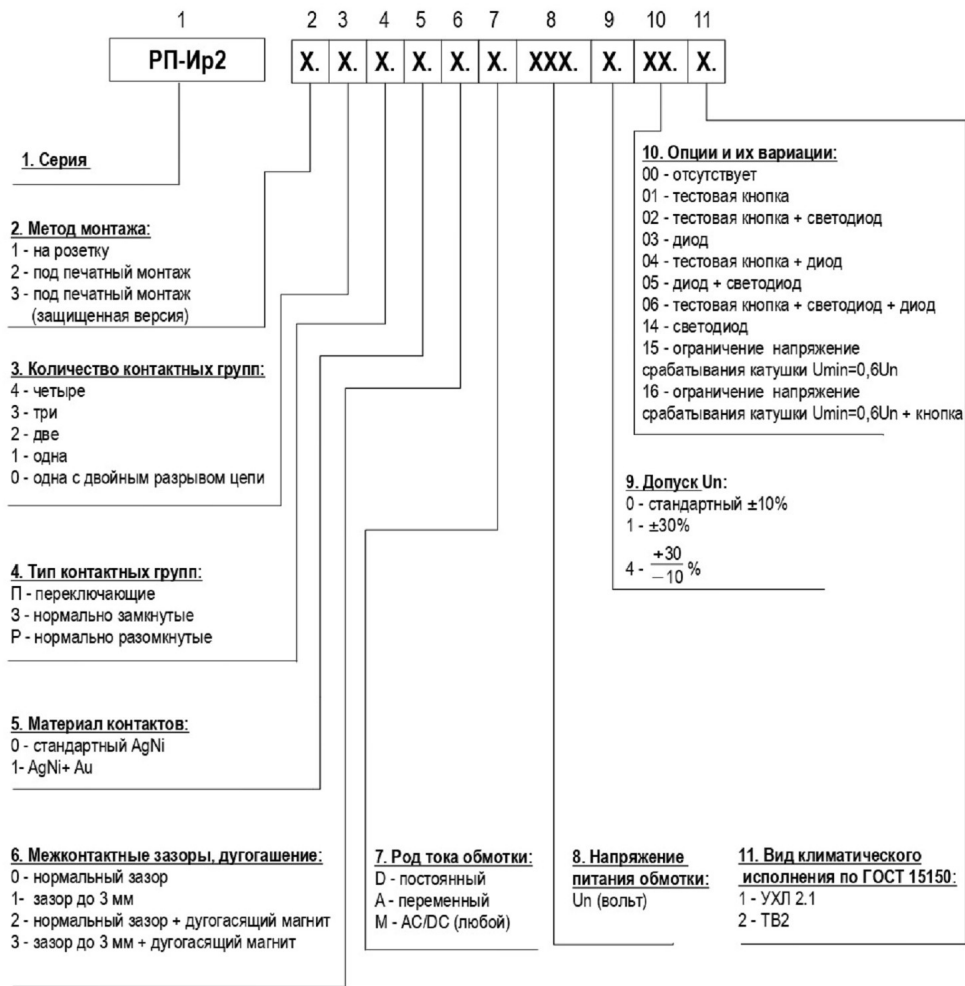 1 2 3 4 5 6 7 8 9 10 11
РП-Ир2 X. X. X. X. X. X. XXX. X. XX. X.
1. Серия
2. Метод монтажа:
1 - на розетку
2 - под печатный монтаж
3 - под печатный монтаж
(защищенная версия)
3. Количество контактных групп:
4 - четыре
3 - три
2 - две
1 - одна
0 - одна с двойным разрывом цепи
4. Тип контактных групп:
П - переключающие
З - нормально замкнутые
Р - нормально разомкнутые
5. Материал контактов:
0 - стандартный AgNi
1- AgNi+ Au
6. Межконтактные зазоры, дугогашение:
0 - нормальный зазор
1- зазор до 3 мм
2 - нормальный зазор + дугогасящий магнит
3 - зазор до 3 мм + дугогасящий магнит
7. Род тока обмотки:
D - постоянный
A - переменный
M - AC/DC (любой)
8. Напряжение
питания обмотки:
Un (вольт)
9. Допуск Un:
0 - стандартный ±10%
1 - ±30%
4 - +30/−10 %
10. Опции и их вариации:
00 - отсутствует
01 - тестовая кнопка
02 - тестовая кнопка + светодиод
03 - диод
04 - тестовая кнопка + диод
05 - диод + светодиод
06 - тестовая кнопка + светодиод + диод
14 - светодиод
15 - ограничение напряжение
срабатывания катушки Umin=0,6Un
16 - ограничение напряжение
срабатывания катушки Umin=0,6Un + кнопка
11. Вид климатического
исполнения по ГОСТ 15150:
1 - УХЛ 2.1
2 - ТВ2